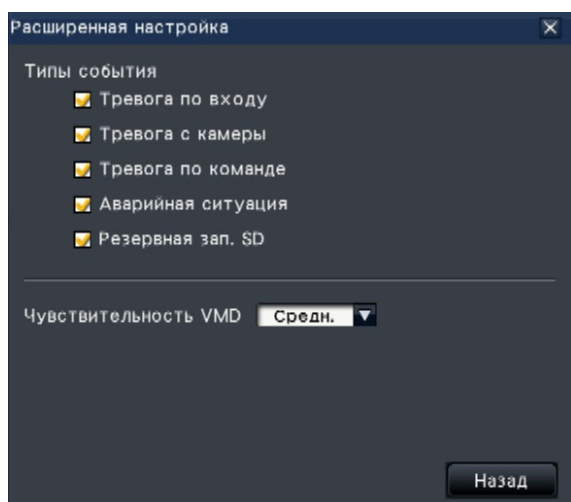 Расширенная настройка
Типы события
Тревога по входу
Тревога с камеры
Тревога по команде
Аварийная ситуация
Резервная зап. SD
Чувствительность VMD Средн.
Назад